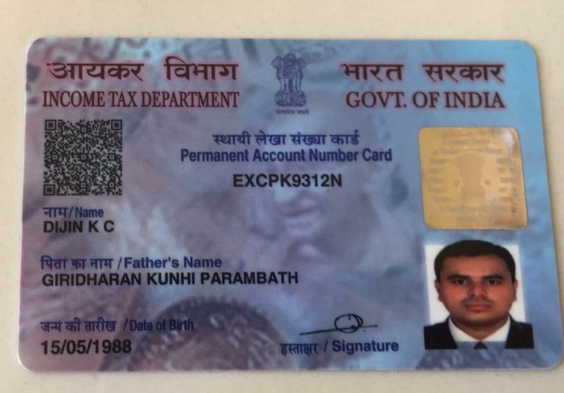 आयकर विभाग
INCOME TAX DEPARTMENT
भारत सरकार
GOVT. OF INDIA
स्थायी लेखा संख्या कार्ड
Permanent Account Number Card
EXCPK9312N
नाम/Name
DIJIN K C
पिता का नाम /Father's Name
GIRIDHARAN KUNHI PARAMBATH
जन्म की तारीख /Date of Birth
15/05/1988
हस्ताक्षर / Signature